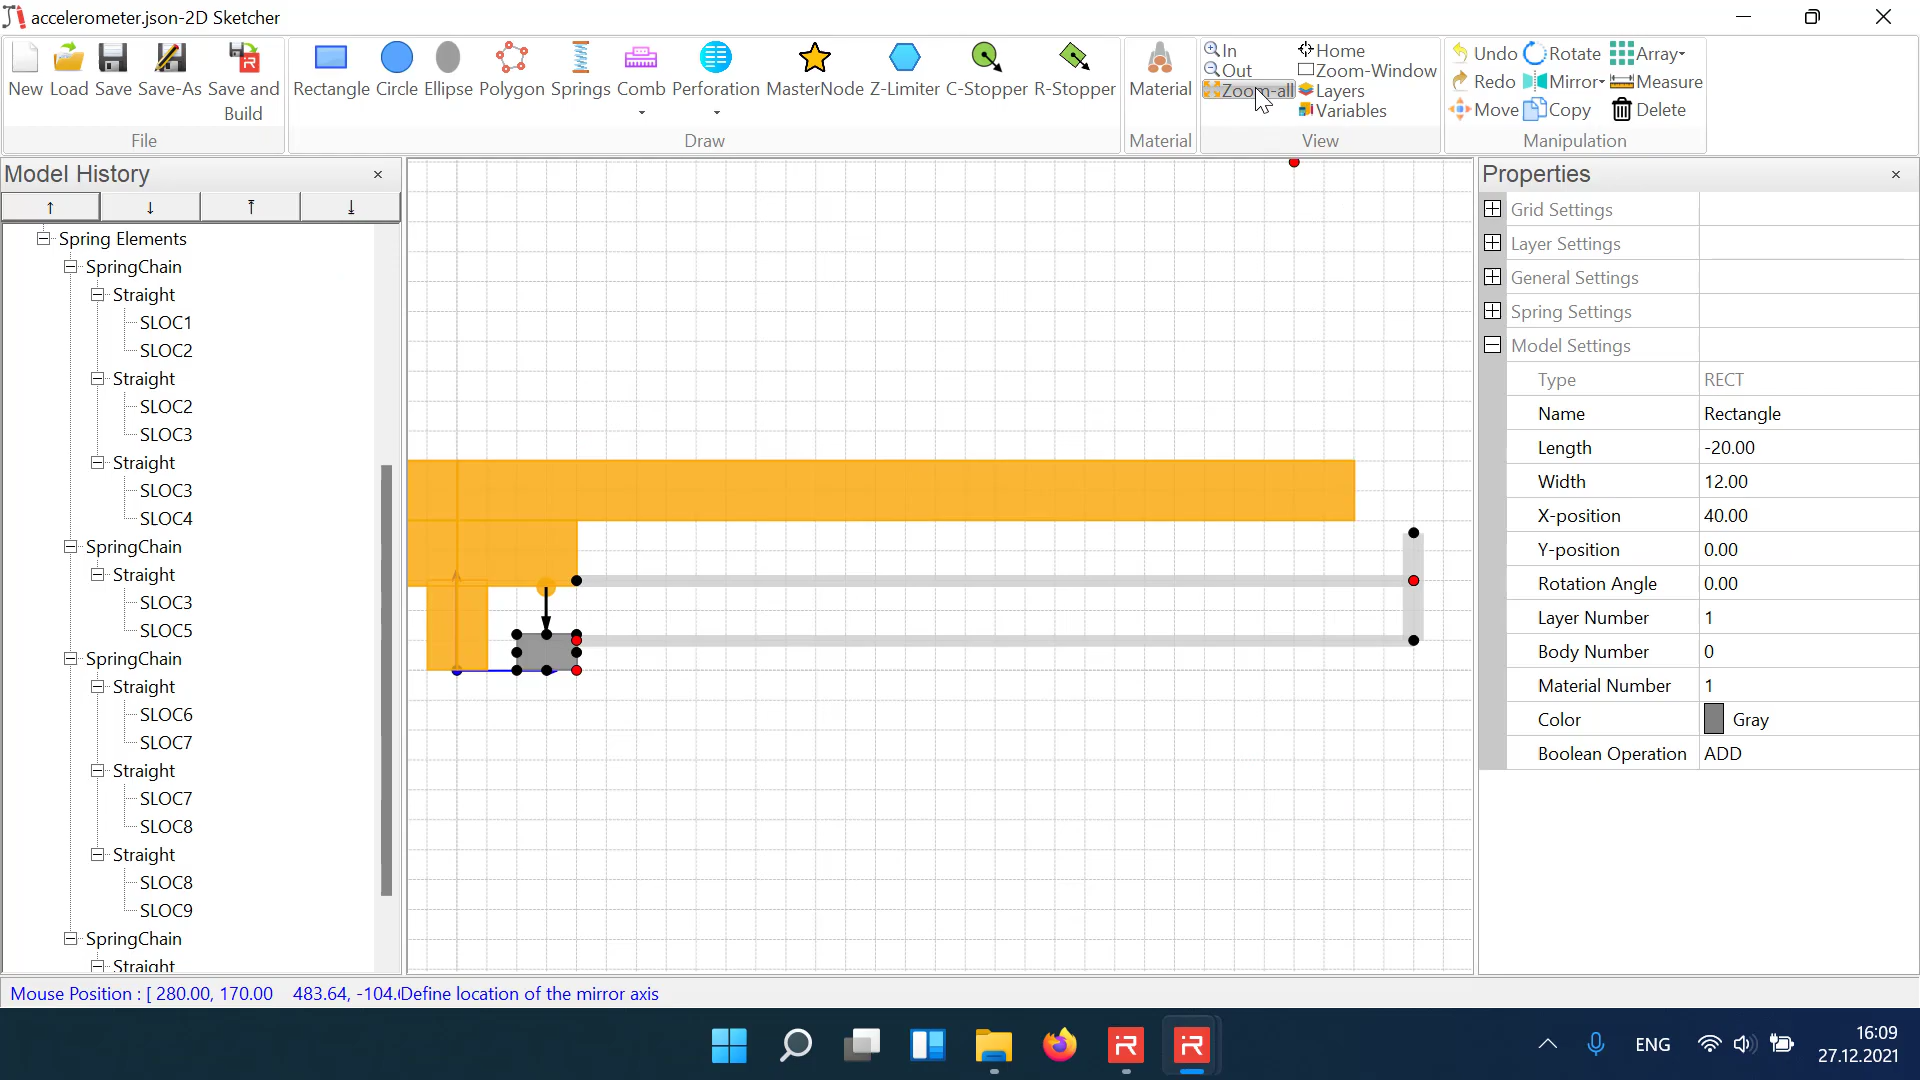 accelerometer.json-2D Sketcher
New Load Save Save-As Save and Build
File
Rectangle Circle Ellipse Polygon Springs Comb Perforation MasterNode Z-Limiter C-Stopper R-Stopper
Draw
Material
Material
In
Out
Zoom-all
Home
Zoom-Window
Layers
Variables
View
Undo Rotate Array
Redo Mirror Measure
Move Copy Delete
Manipulation
Model History
Spring Elements
SpringChain
Straight
SLOC1
SLOC2
Straight
SLOC2
SLOC3
Straight
SLOC3
SLOC4
SpringChain
Straight
SLOC3
SLOC5
SpringChain
Straight
SLOC6
SLOC7
Straight
SLOC7
SLOC8
Straight
SLOC8
SLOC9
SpringChain
Straight
Properties
Grid Settings
Layer Settings
General Settings
Spring Settings
Model Settings
Type RECT
Name Rectangle
Length -20.00
Width 12.00
X-position 40.00
Y-position 0.00
Rotation Angle 0.00
Layer Number 1
Body Number 0
Material Number 1
Color Gray
Boolean Operation ADD
Mouse Position : [ 280.00, 170.00 483.64, -104.(Define location of the mirror axis
ENG
16:09
27.12.2021